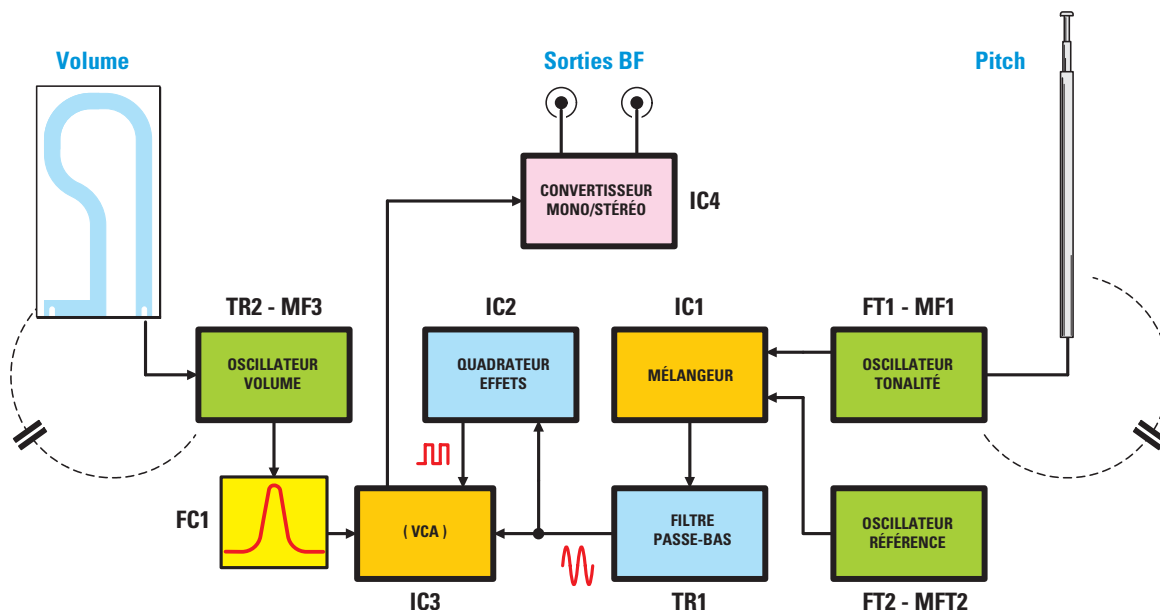 Volume
Sorties BF
Pitch
CONVERTISSEUR
MONO/STÉRÉO
IC4
TR2 - MF3
IC2
IC1
FT1 - MF1
OSCILLATEUR
VOLUME
QUADRATEUR
EFFETS
MÉLANGEUR
OSCILLATEUR
TONALITÉ
FC1
( VCA )
FILTRE
PASSE-BAS
OSCILLATEUR
RÉFÉRENCE
IC3
TR1
FT2 - MFT2